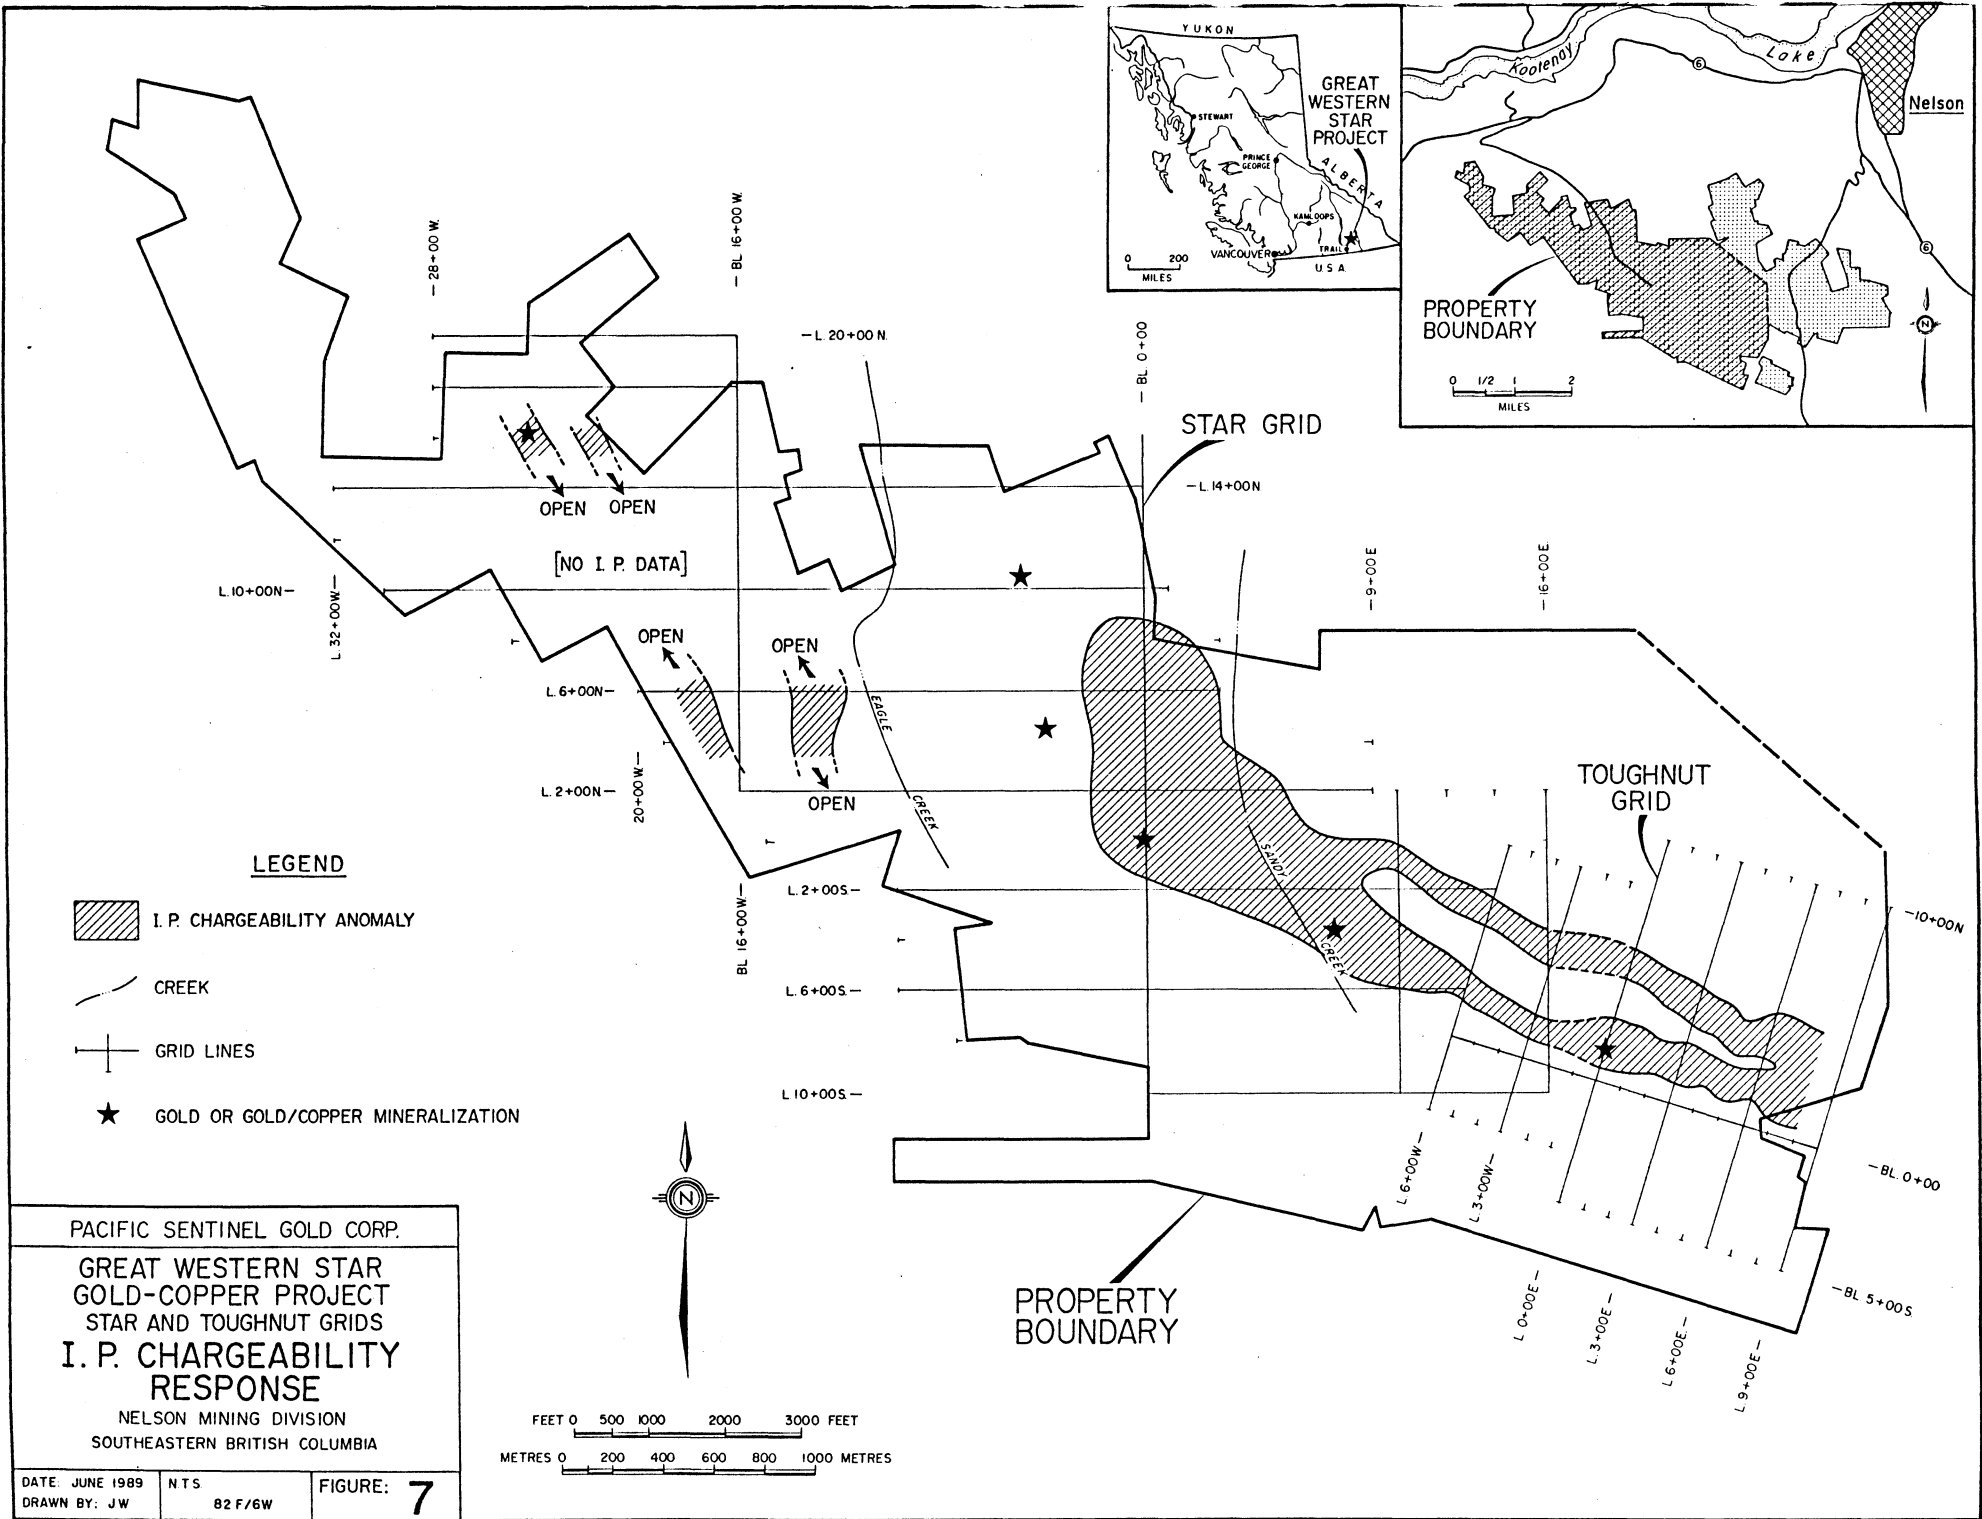 YUKON
STEWART
GREAT
WESTERN
STAR
PROJECT
PRINCE
GEORGE
ALBERTA
KAMLOOPS
TRAIL
VANCOUVER
U.S.A.
0 200
MILES
Kootenay
Lake
6
Nelson
6
PROPERTY
BOUNDARY
0 1/2 1 2
MILES
N
28+00 W.
BL 16+00 W.
L. 20+00 N.
BL. 0+00
STAR GRID
OPEN
OPEN
L. 14+00N
[NO I. P. DATA]
L. 10+00N
L. 32+00W.
9+00E
16+00E
OPEN
OPEN
L. 6+00N
EAGLE
CREEK
L. 2+00N
20+00W.
OPEN
TOUGHNUT
GRID
SANDY
CREEK
L. 2+00S.
BL 16+00W.
10+00N
L. 6+00S.
L 10+00S.
L 6+00W
L. 3+00W
BL. 0+00
L 0+00E
L. 3+00E
L 6+00E.
L. 9+00E
BL 5+00S.
PROPERTY
BOUNDARY
LEGEND
I. P. CHARGEABILITY ANOMALY
CREEK
GRID LINES
GOLD OR GOLD/COPPER MINERALIZATION
N
PACIFIC SENTINEL GOLD CORP.
GREAT WESTERN STAR
GOLD-COPPER PROJECT
STAR AND TOUGHNUT GRIDS
I. P. CHARGEABILITY
RESPONSE
NELSON MINING DIVISION
SOUTHEASTERN BRITISH COLUMBIA
DATE: JUNE 1989
DRAWN BY: JW
N.T.S.
82 F/6W
FIGURE: 7
FEET 0 500 1000 2000 3000 FEET
METRES 0 200 400 600 800 1000 METRES